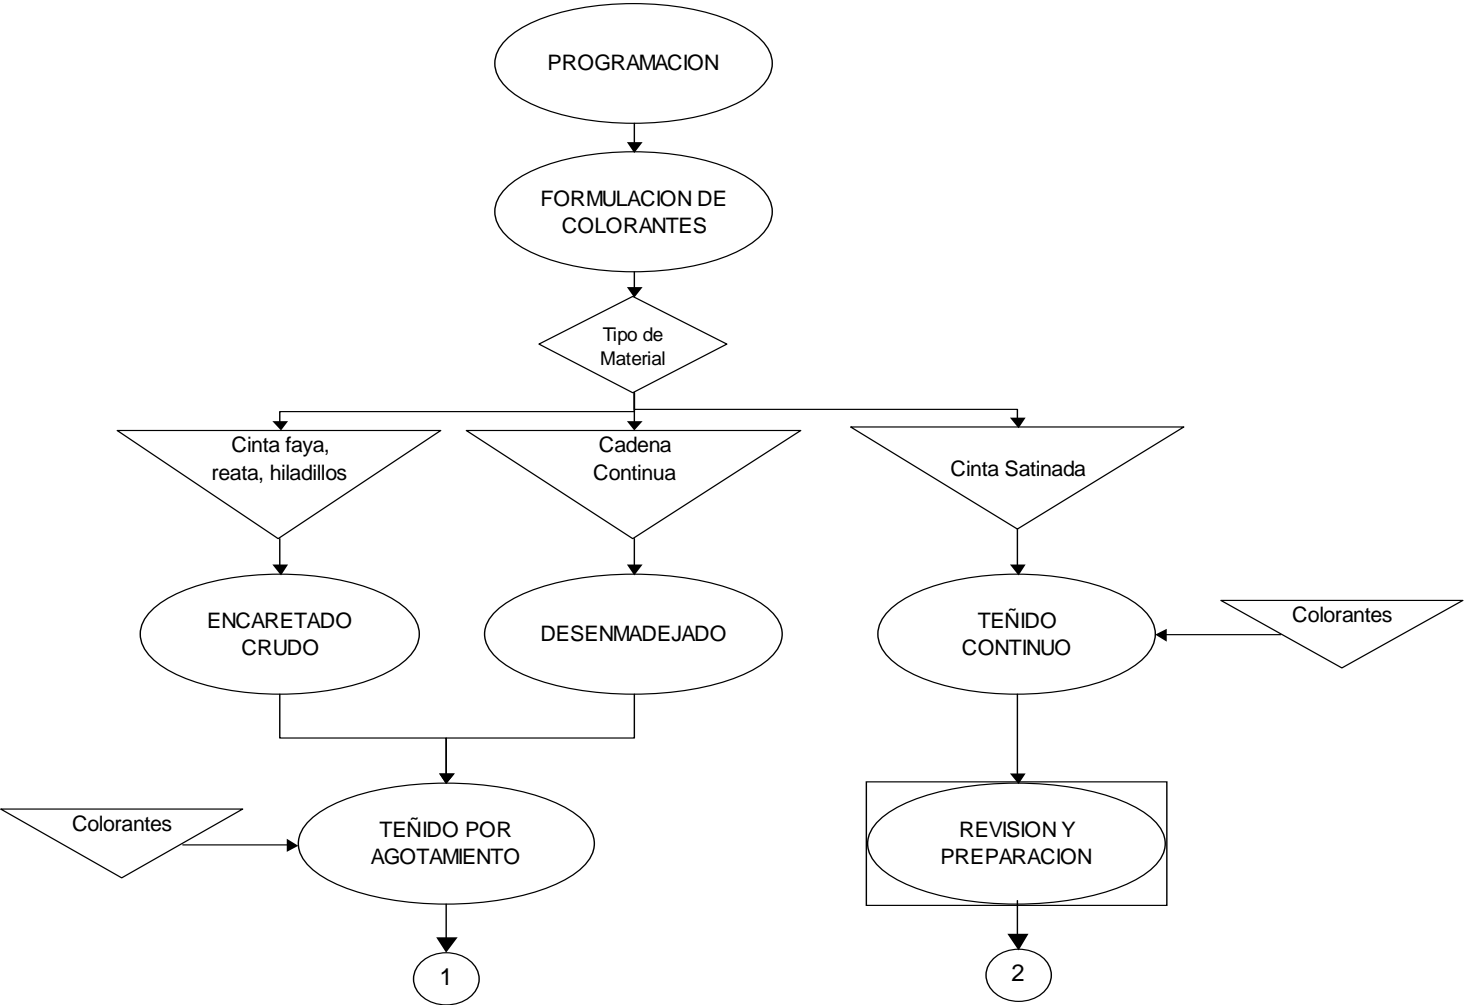 PROGRAMACION
FORMULACION DE
COLORANTES
Tipo de
Material
Cinta faya,
reata, hiladillos
Cadena
Continua
Cinta Satinada
ENCARETADO
CRUDO
DESENMADEJADO
TEÑIDO
CONTINUO
Colorantes
Colorantes
TEÑIDO POR
AGOTAMIENTO
REVISION Y
PREPARACION
1
2